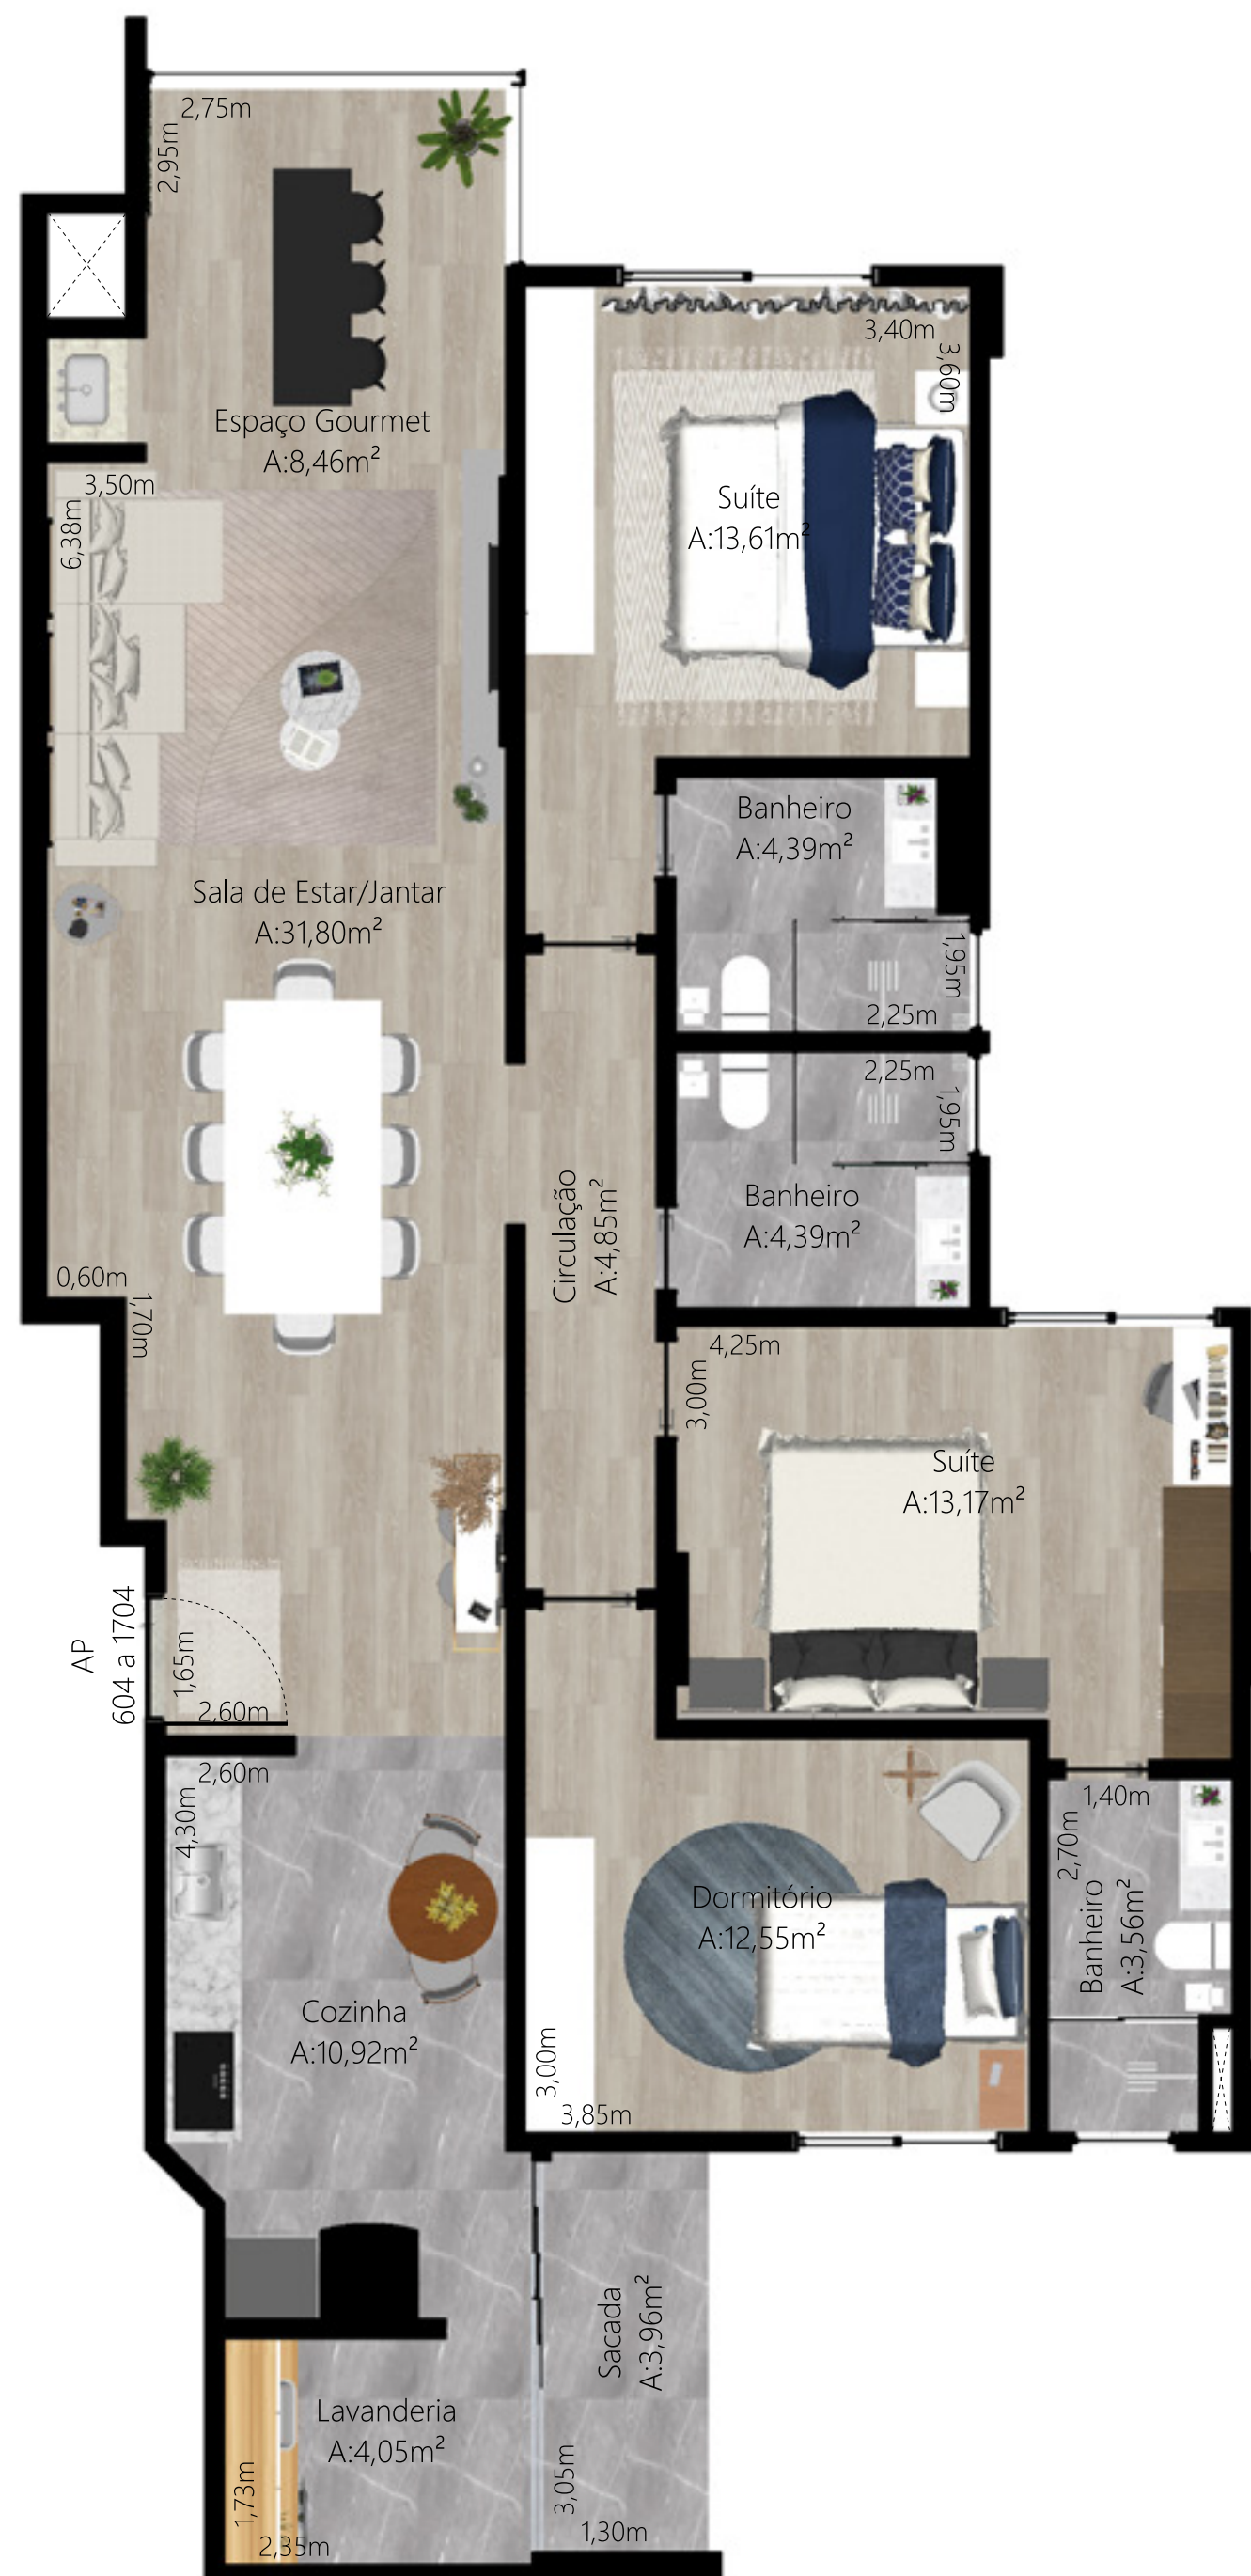 2,75m
2,95m
3,40m
3,60m
Espaço Gourmet
A:8,46m²
3,50m
6,38m
Suíte
A:13,61m²
Banheiro
A:4,39m²
Sala de Estar/Jantar
A:31,80m²
1,95m
2,25m
2,25m
1,95m
Circulação
A:4,85m²
Banheiro
A:4,39m²
0,60m
1,70m
4,25m
3,00m
Suíte
A:13,17m²
AP
604 a 1704
1,65m
2,60m
2,60m
4,30m
1,40m
2,70m
Banheiro
A:3,56m²
Dormitório
A:12,55m²
Cozinha
A:10,92m²
3,00m
3,85m
Sacada
A:3,96m²
Lavanderia
A:4,05m²
1,73m
2,35m
3,05m
1,30m